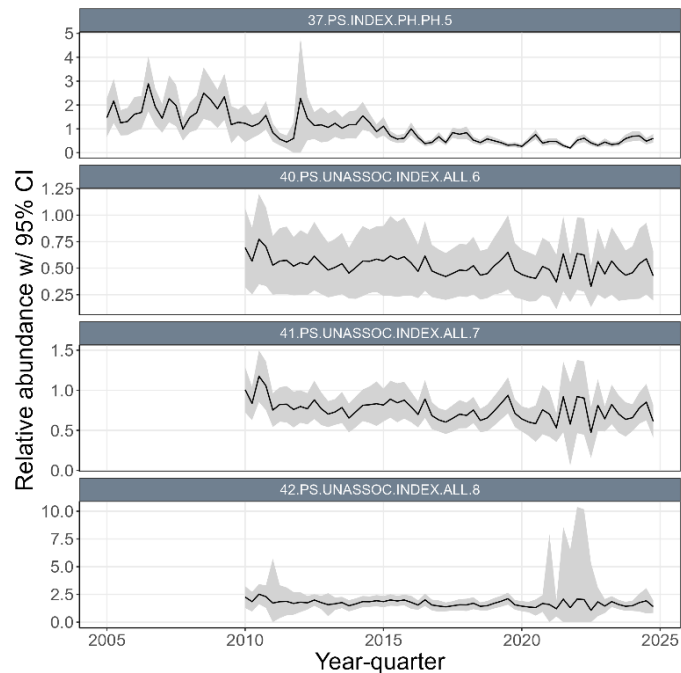 37.PS.INDEX.PH.PH.5
5
4
3
2
1
0
40.PS.UNASSOC.INDEX.ALL.6
1.25
1.00
0.75
0.50
0.25
41.PS.UNASSOC.INDEX.ALL.7
1.5
1.0
0.5
0.0
42.PS.UNASSOC.INDEX.ALL.8
10.0
7.5
5.0
2.5
0.0
2005 2010 2015 2020 2025
Year-quarter
Relative abundance w/ 95% CI